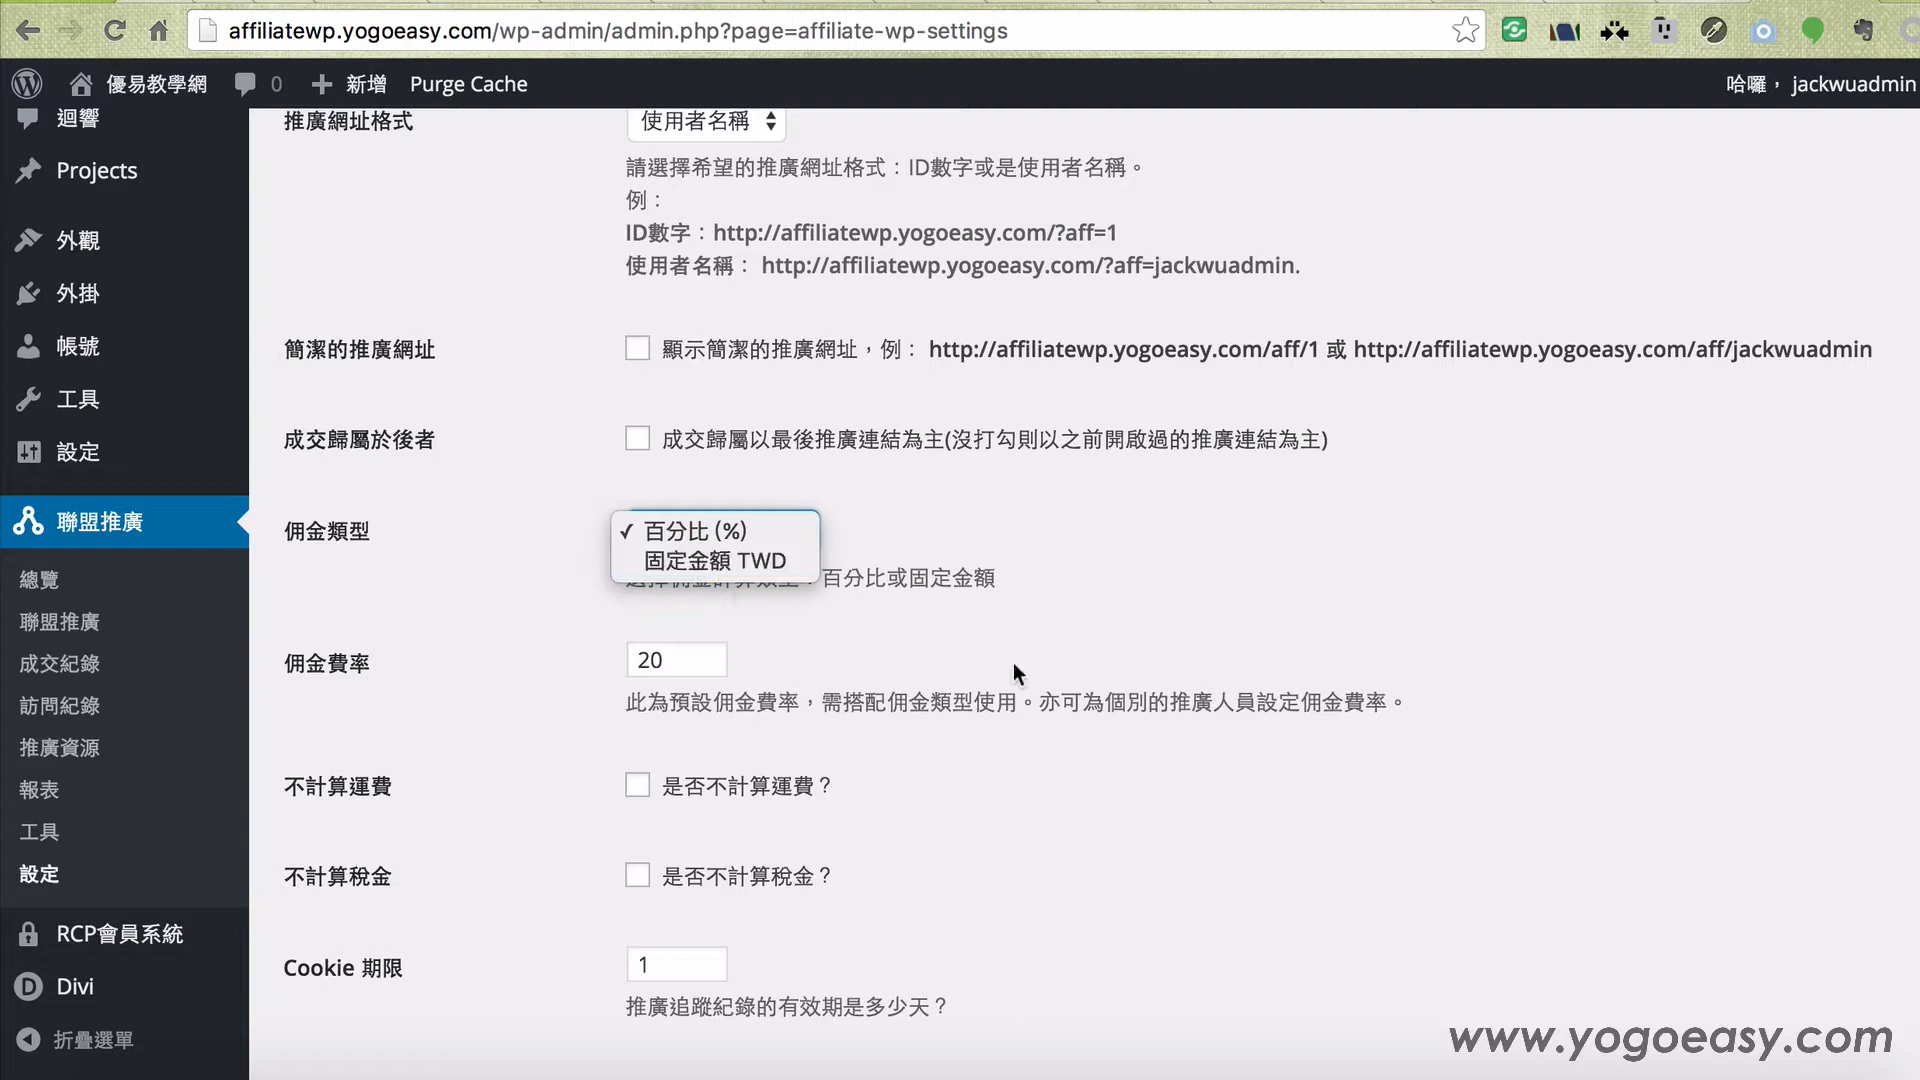 affiliatewp.yogoeasy.com/wp-admin/admin.php?page=affiliate-wp-settings
優易教學網 0 新增 Purge Cache 哈囉, jackwuadmin
迴響
Projects
外觀
外掛
帳號
工具
設定
聯盟推廣
總覽
聯盟推廣
成交紀錄
訪問紀錄
推廣資源
報表
工具
設定
RCP會員系統
Divi
折疊選單
推廣網址格式 使用者名稱
請選擇希望的推廣網址格式：ID數字或是使用者名稱。
例：
ID數字：http://affiliatewp.yogoeasy.com/?aff=1
使用者名稱： http://affiliatewp.yogoeasy.com/?aff=jackwuadmin.
簡潔的推廣網址 顯示簡潔的推廣網址，例： http://affiliatewp.yogoeasy.com/aff/1 或 http://affiliatewp.yogoeasy.com/aff/jackwuadmin
成交歸屬於後者 成交歸屬以最後推廣連結為主(沒打勾則以之前開啟過的推廣連結為主)
佣金類型 ✓ 百分比 (%)
固定金額 TWD
百分比或固定金額
佣金費率 20
此為預設佣金費率，需搭配佣金類型使用。亦可為個別的推廣人員設定佣金費率。
不計算運費 是否不計算運費？
不計算稅金 是否不計算稅金？
Cookie 期限 1
推廣追蹤紀錄的有效期是多少天？
www.yogoeasy.com